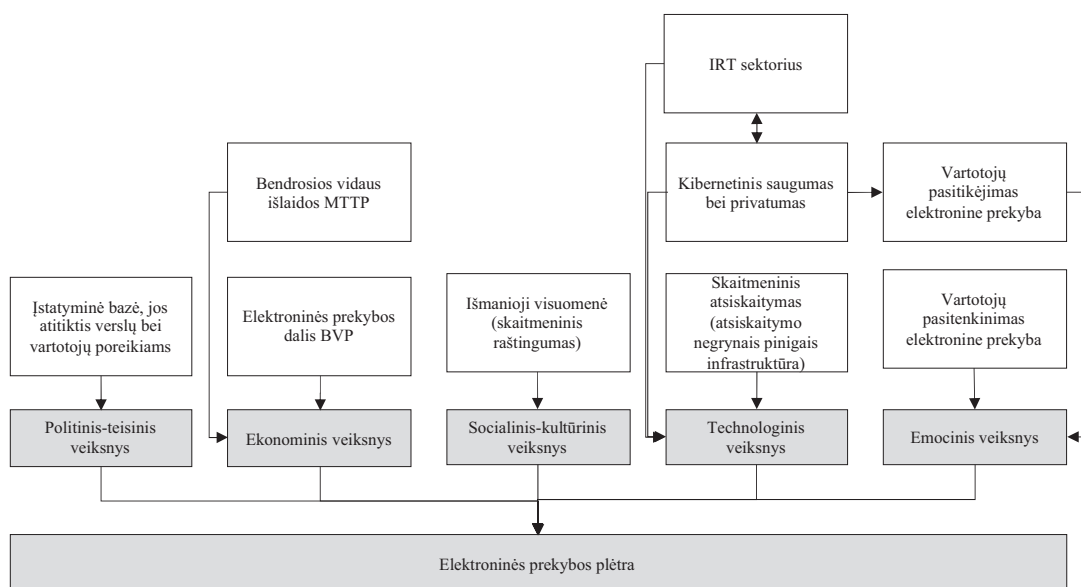 IRT sektorius
Bendrosios vidaus
išlaidos MTTP
Kibernetinis saugumas
bei privatumas
Vartotojų
pasitikėjimas
elektronine prekyba
Įstatyminė bazė, jos
atitiktis verslų bei
vartotojų poreikiams
Elektroninės prekybos
dalis BVP
Išmanioji visuomenė
(skaitmeninis
raštingumas)
Skaitmeninis
atsiskaitymas
(atsiskaitymo
negrynais pinigais
infrastruktūra)
Vartotojų
pasitenkinimas
elektronine prekyba
Politinis-teisinis
veiksnys
Ekonominis veiksnys
Socialinis-kultūrinis
veiksnys
Technologinis
veiksnys
Emocinis veiksnys
Elektroninės prekybos plėtra